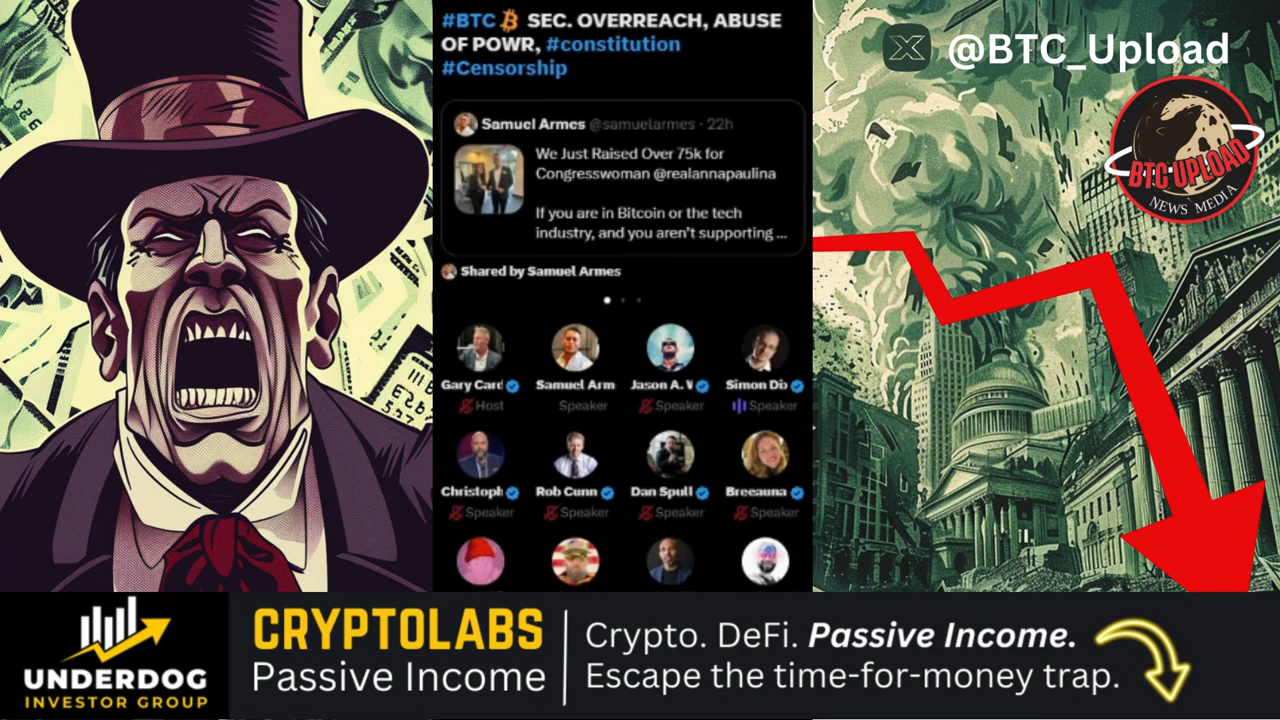 #BTC SEC. OVERREACH, ABUSE
OF POWR, #constitution
#Censorship
Samuel Armes @samuelarmes · 22h
We Just Raised Over 75k for
Congresswoman @realannapaulina
If you are in Bitcoin or the tech
industry, and you aren't supporting ...
Shared by Samuel Armes
Gary Card
Samuel Arm
Jason A. V
Simon Dix
Host
Speaker
Speaker
Speaker
Christoph
Rob Cunn
Dan Spull
Breeauna
Speaker
Speaker
Speaker
Speaker
@BTC_Upload
BTC UPLOAD
NEWS MEDIA
UNDERDOG
INVESTOR GROUP
CRYPTOLABS
Passive Income
Crypto. DeFi. Passive Income.
Escape the time-for-money trap.